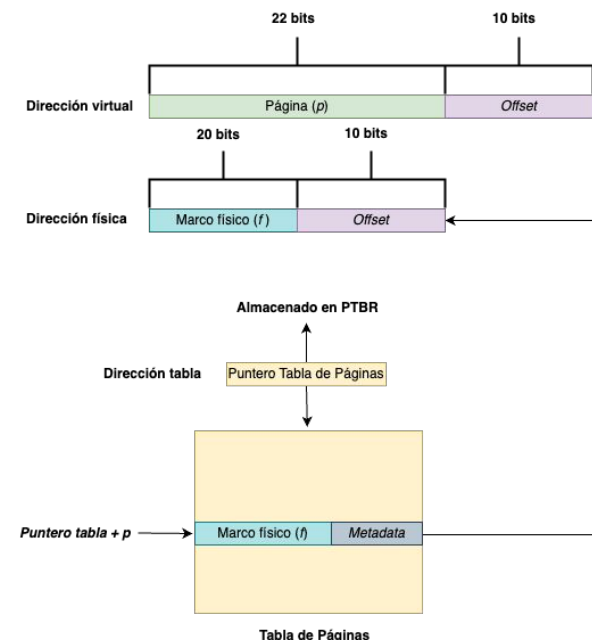 22 bits 10 bits
Dirección virtual Página (p) Offset
20 bits 10 bits
Dirección física Marco físico (f ) Offset
Almacenado en PTBR
Dirección tabla Puntero Tabla de Páginas
Puntero tabla + p Marco físico (f) Metadata
Tabla de Páginas